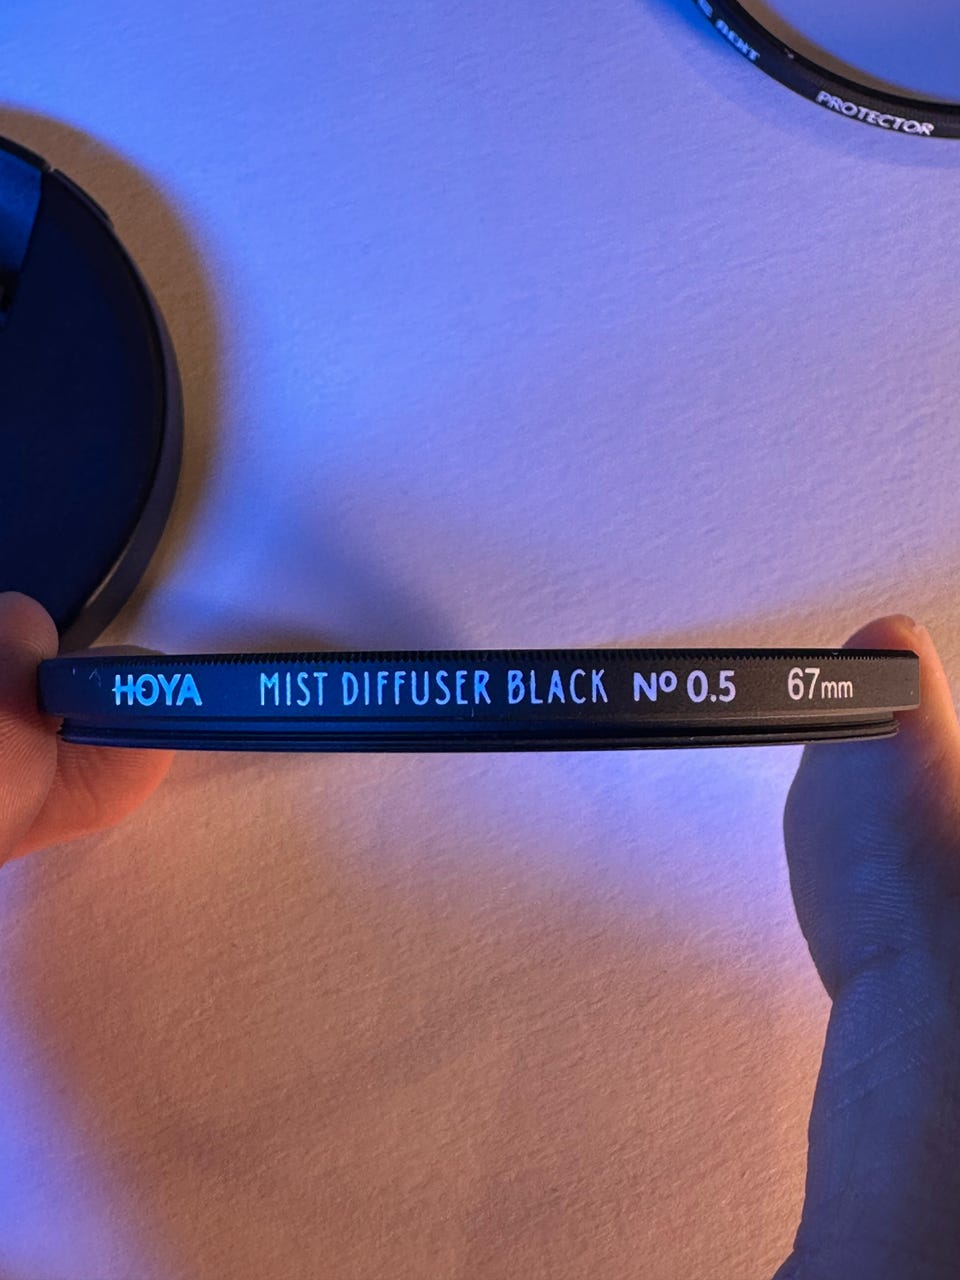 PROTECTOR
HOYA MIST DIFFUSER BLACK Nº 0.5 67mm